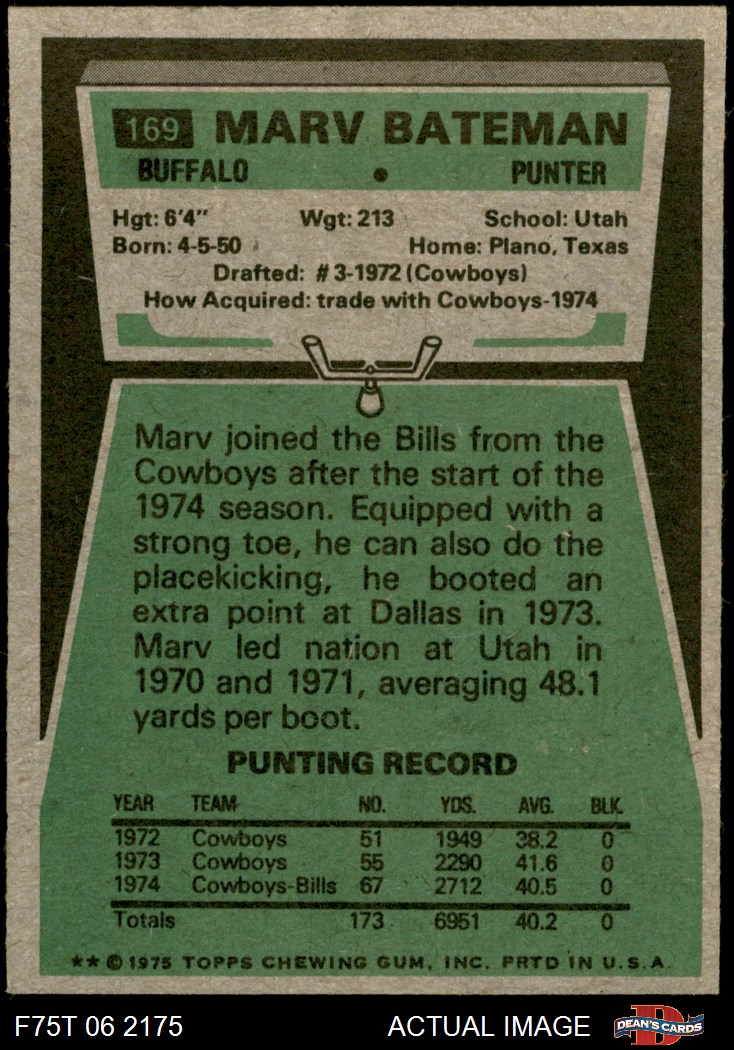 169 MARV BATEMAN
BUFFALO • PUNTER
Hgt: 6'4" Wgt: 213 School: Utah
Born: 4-5-50 Home: Plano, Texas
Drafted: #3-1972 (Cowboys)
How Acquired: trade with Cowboys-1974
Marv joined the Bills from the
Cowboys after the start of the
1974 season. Equipped with a
strong toe, he can also do the
placekicking, he booted an
extra point at Dallas in 1973.
Marv led nation at Utah in
1970 and 1971, averaging 48.1
yards per boot.
PUNTING RECORD
YEAR TEAM NO. YDS. AVG. BLK.
1972 Cowboys 51 1949 38.2 0
1973 Cowboys 55 2290 41.6 0
1974 Cowboys-Bills 67 2712 40.5 0
Totals 173 6951 40.2 0
** © 1975 TOPPS CHEWING GUM, INC. PRTD IN U.S.A.
F75T 06 2175 ACTUAL IMAGE D DEAN'S CARDS